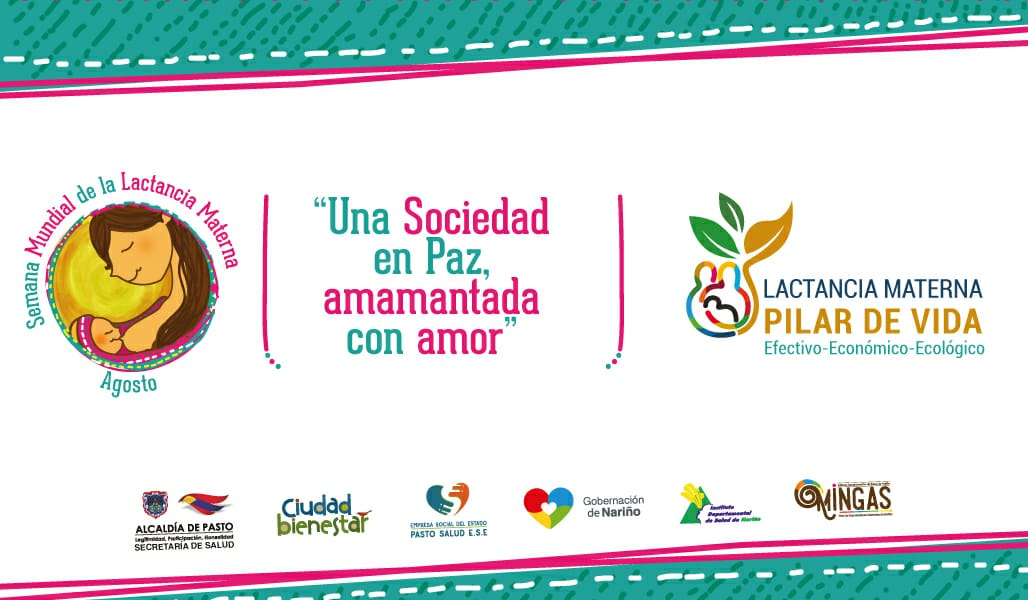 Semana Mundial de la Lactancia Materna
Agosto
“Una Sociedad
en Paz,
amamantada
con amor”
LACTANCIA MATERNA
PILAR DE VIDA
Efectivo-Económico-Ecológico
ALCALDÍA DE PASTO
Legitimidad, Participación, Honestidad
SECRETARÍA DE SALUD
Ciudad
bienestar
EMPRESA SOCIAL DEL ESTADO
PASTO SALUD E.S.E
Gobernación
de Nariño
Instituto
Departamental
de Salud de Nariño
MINGAS